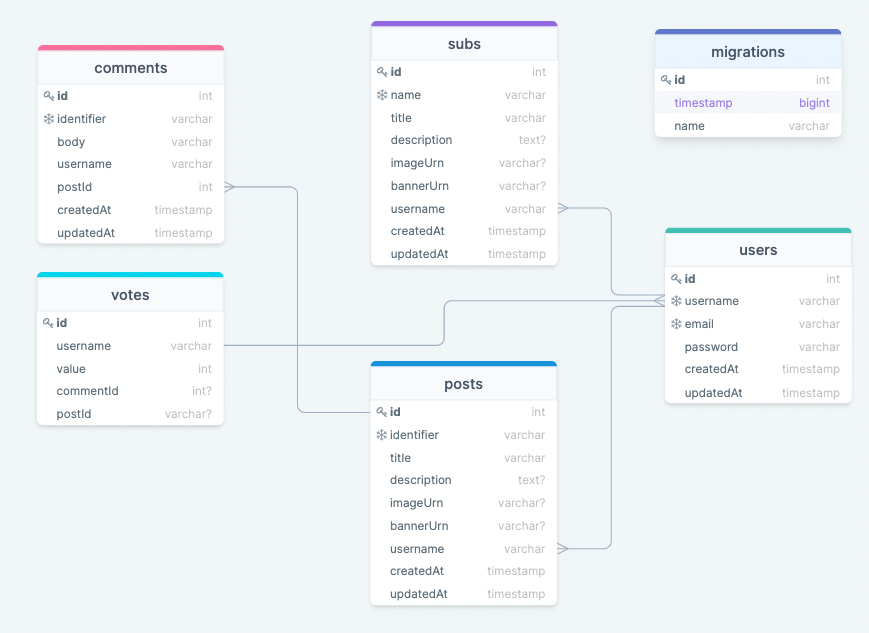 comments
id int
identifier varchar
body varchar
username varchar
postId int
createdAt timestamp
updatedAt timestamp
votes
id int
username varchar
value int
commentId int?
postId varchar?
subs
id int
name varchar
title varchar
description text?
imageUrn varchar?
bannerUrn varchar?
username varchar
createdAt timestamp
updatedAt timestamp
posts
id int
identifier varchar
title varchar
description text?
imageUrn varchar?
bannerUrn varchar?
username varchar
createdAt timestamp
updatedAt timestamp
migrations
id int
timestamp bigint
name varchar
users
id int
username varchar
email varchar
password varchar
createdAt timestamp
updatedAt timestamp